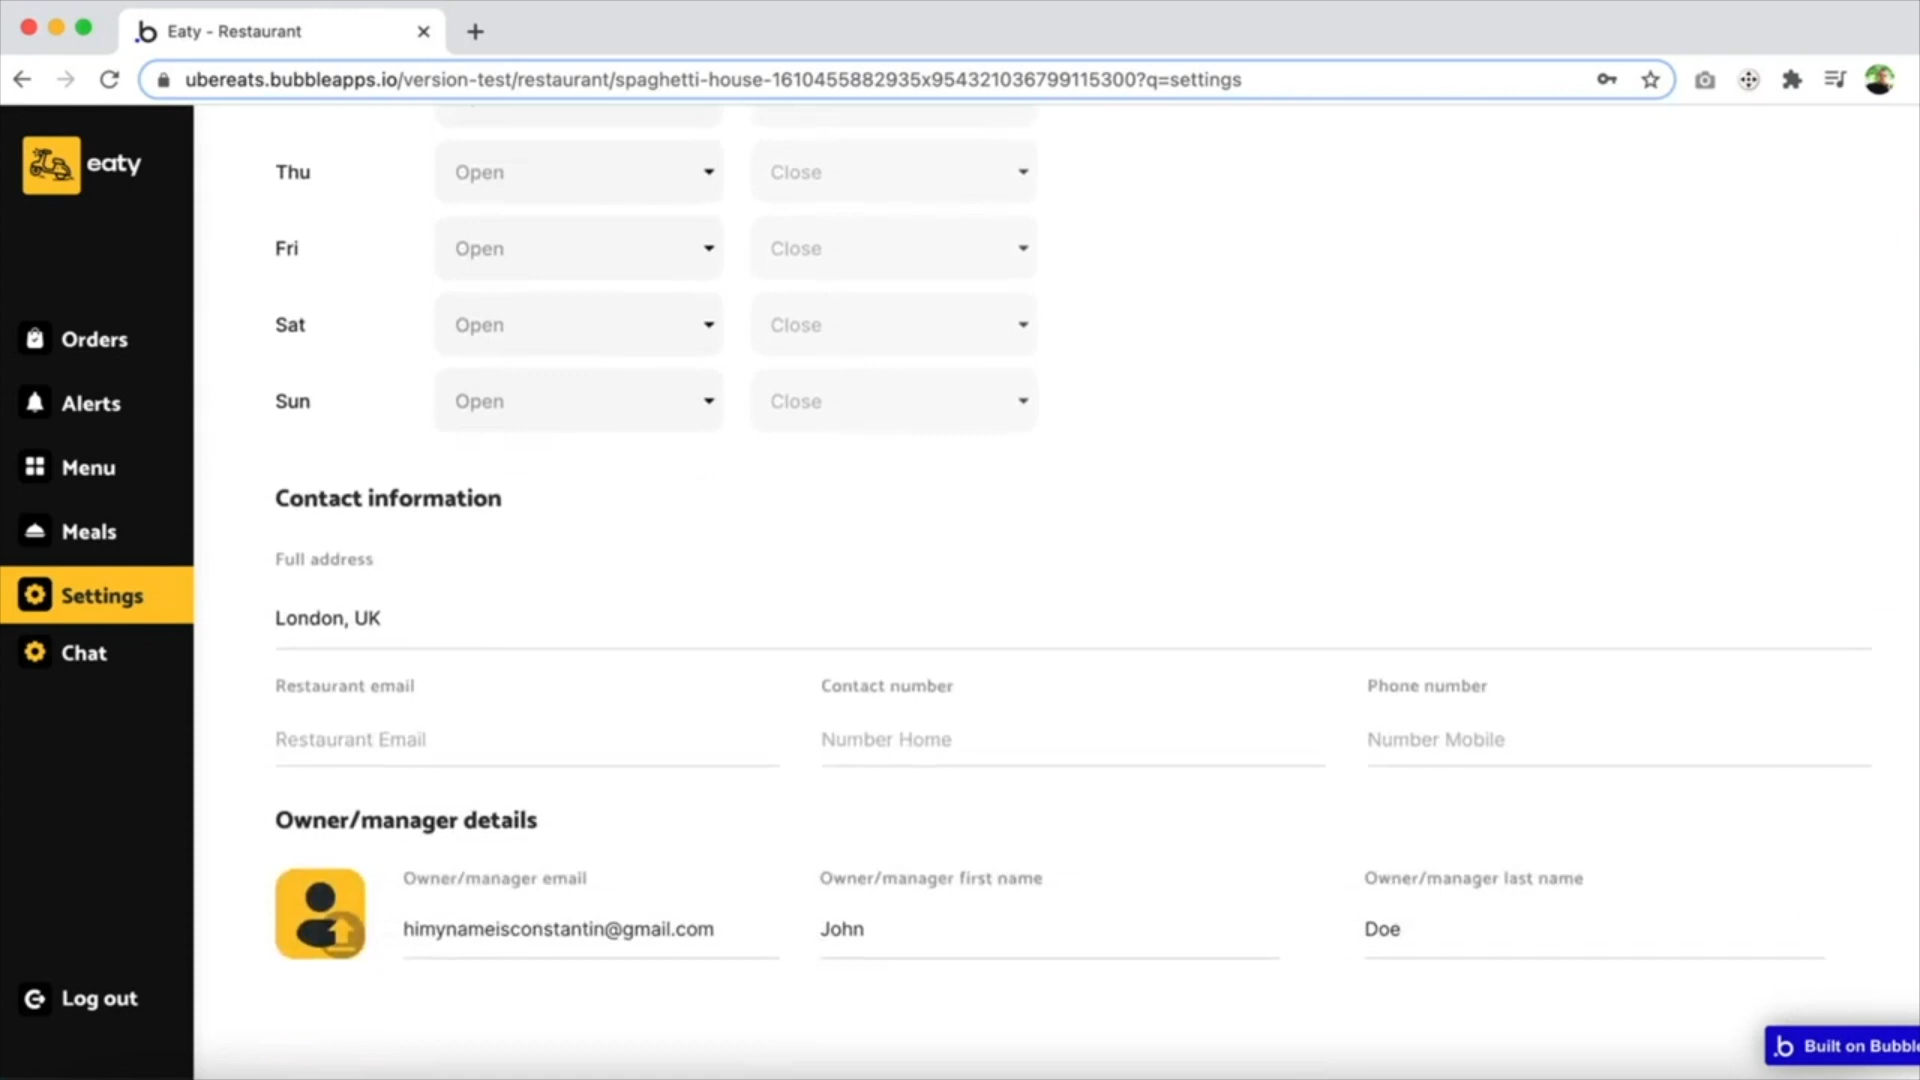 Eaty - Restaurant
ubereats.bubbleapps.io/version-test/restaurant/spaghetti-house-1610455882935x954321036799115300?q=settings
eaty
Thu Open Close
Fri Open Close
Sat Open Close
Sun Open Close
Orders
Alerts
Menu
Meals
Settings
Chat
Log out
Contact information
Full address
London, UK
Restaurant email Contact number Phone number
Restaurant Email Number Home Number Mobile
Owner/manager details
Owner/manager email Owner/manager first name Owner/manager last name
himynameisconstantin@gmail.com John Doe
.b Built on Bubble